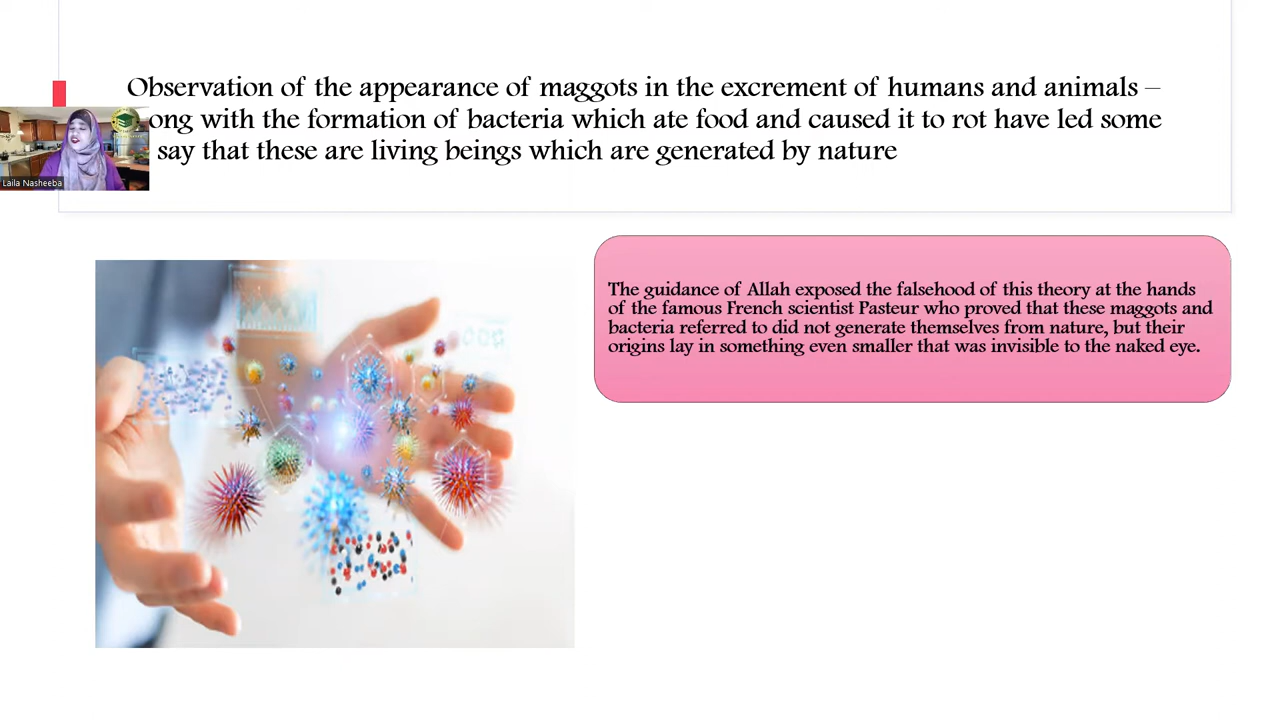 Observation of the appearance of maggots in the excrement of humans and animals –
ong with the formation of bacteria which ate food and caused it to rot have led some
say that these are living beings which are generated by nature
Laila Nasheeba
The guidance of Allah exposed the falsehood of this theory at the hands
of the famous French scientist Pasteur who proved that these maggots and
bacteria referred to did not generate themselves from nature, but their
origins lay in something even smaller that was invisible to the naked eye.